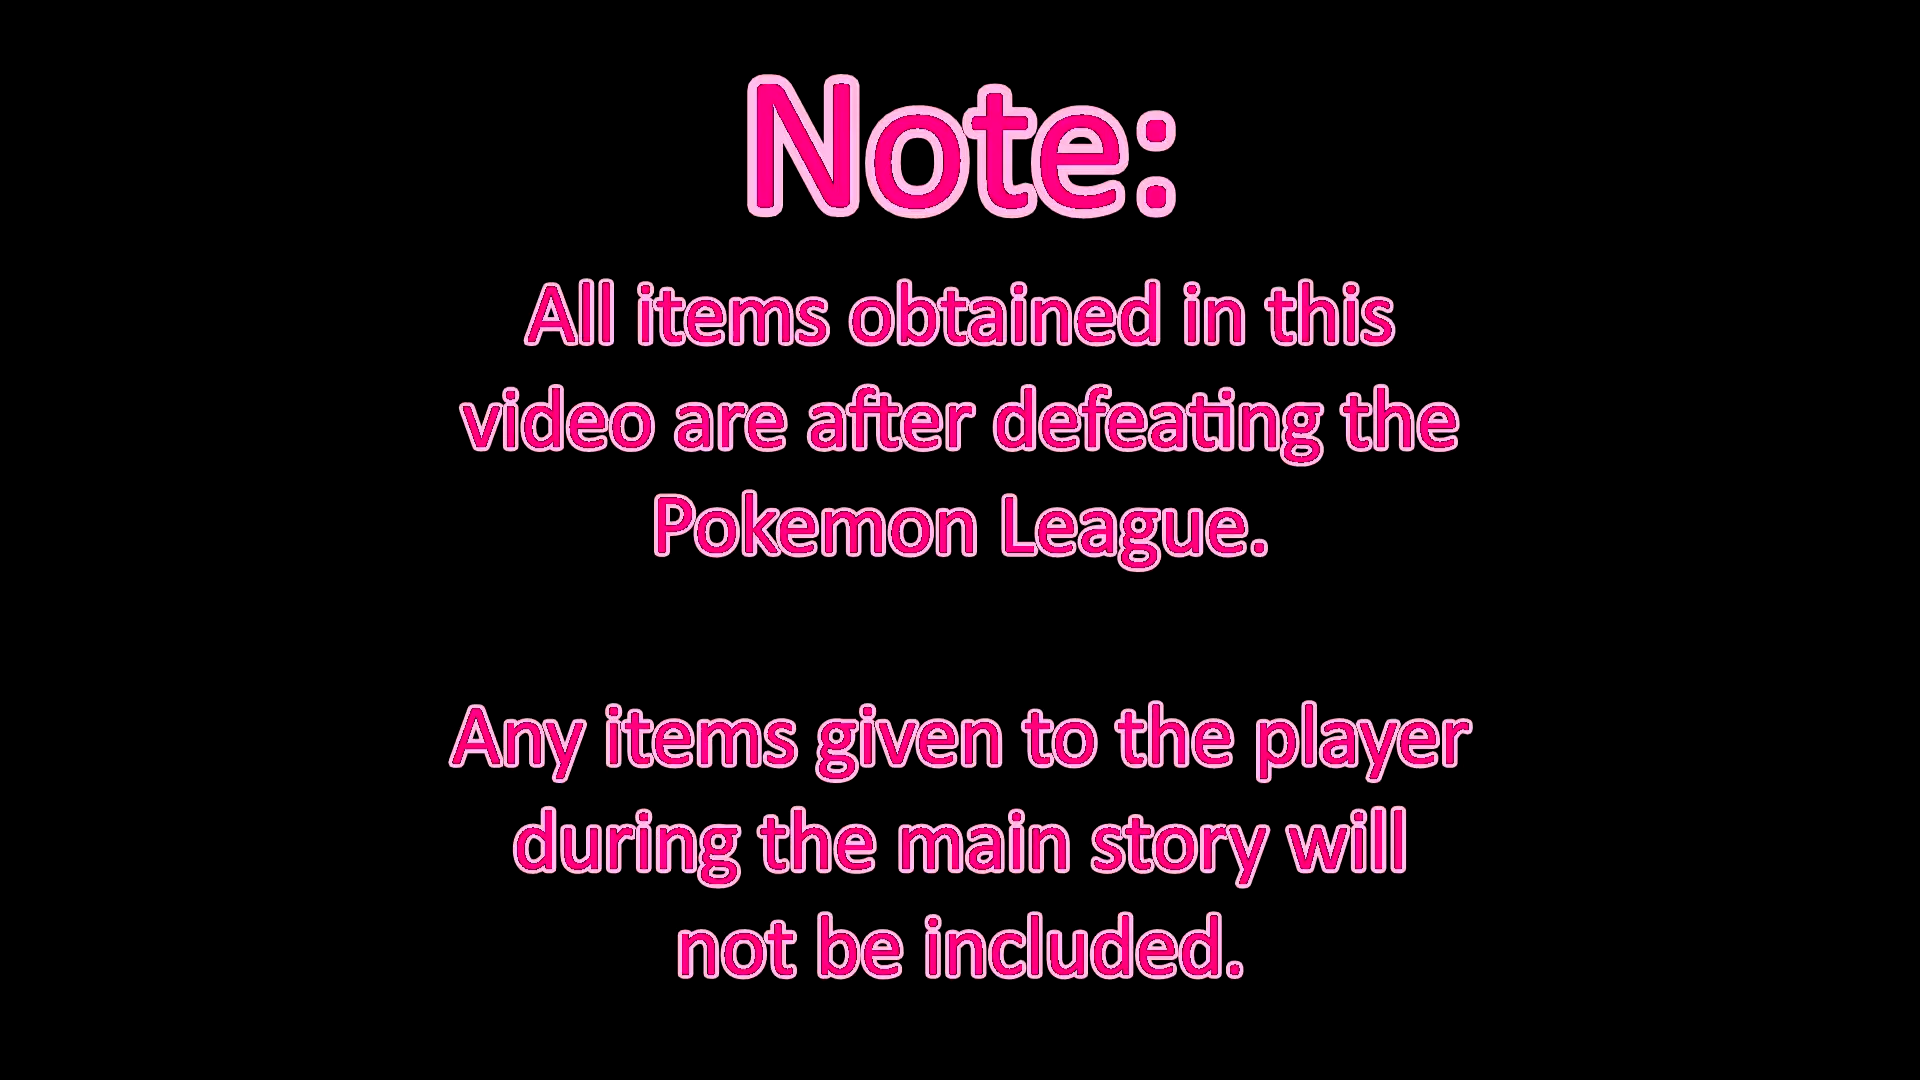 Note:
All items obtained in this
video are after defeating the
Pokemon League.
Any items given to the player
during the main story will
not be included.